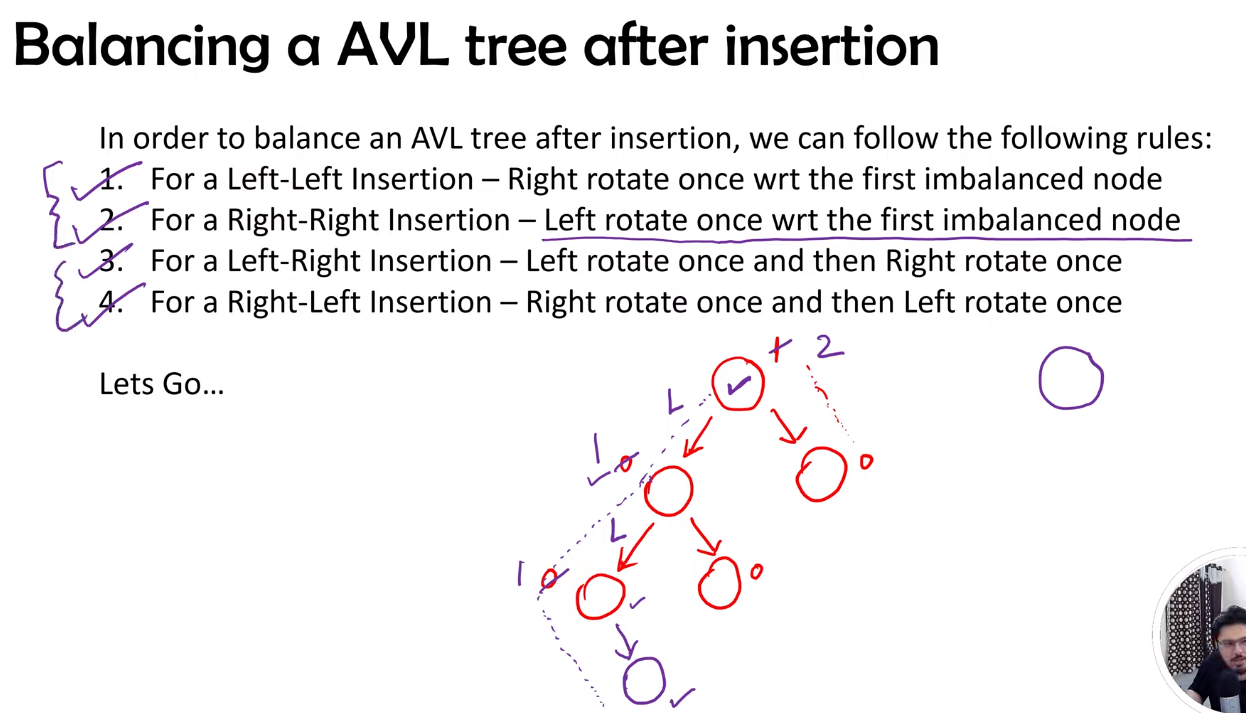 Balancing a AVL tree after insertion
In order to balance an AVL tree after insertion, we can follow the following rules:
1. For a Left-Left Insertion – Right rotate once wrt the first imbalanced node
2. For a Right-Right Insertion – Left rotate once wrt the first imbalanced node
3. For a Left-Right Insertion – Left rotate once and then Right rotate once
4. For a Right-Left Insertion – Right rotate once and then Left rotate once
Lets Go...
2
L
1 0
0
L
1 0
0